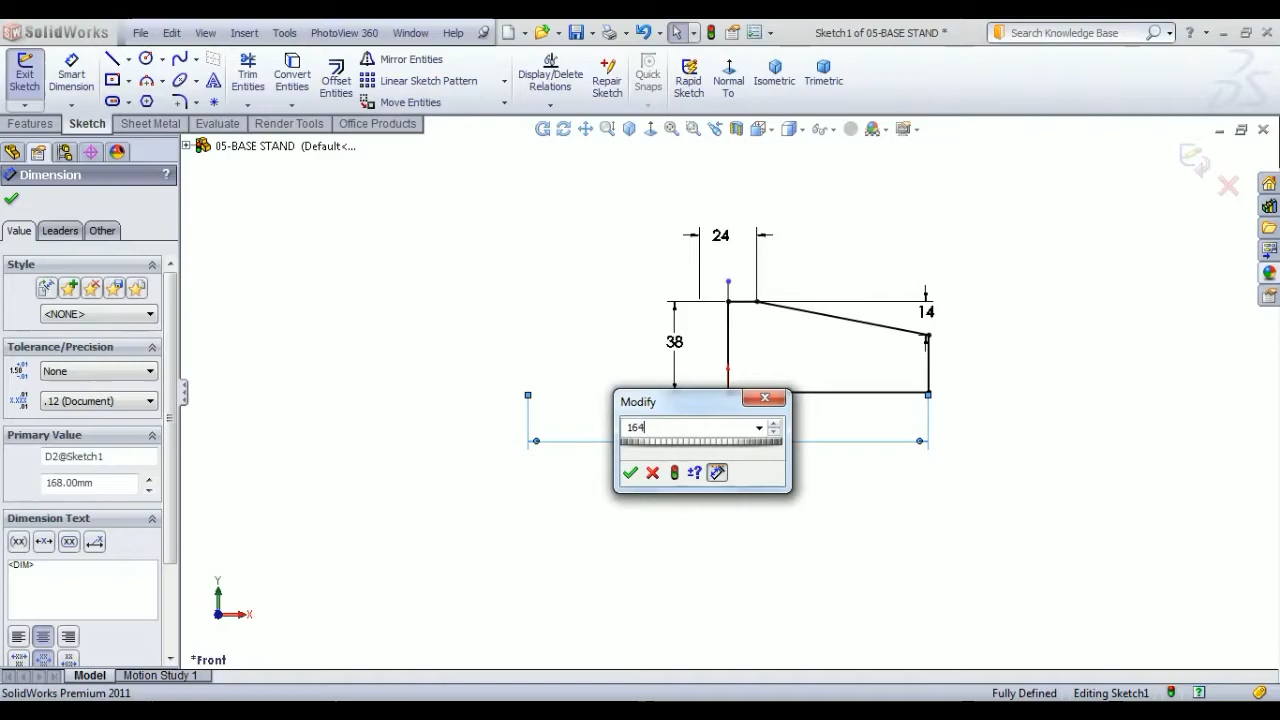 SolidWorks File Edit View Insert Tools PhotoView 360 Window Help Sketch1 of 05-BASE STAND * Search Knowledge Base
Exit Sketch Smart Dimension Trim Entities Convert Entities Offset Entities Mirror Entities Linear Sketch Pattern Move Entities Display/Delete Relations Repair Sketch Quick Snaps Rapid Sketch Normal To Isometric Trimetric
Features Sketch Sheet Metal Evaluate Render Tools Office Products
05-BASE STAND (Default<...
Dimension ?
Value Leaders Other
24
Style
<NONE>
14
38
Tolerance/Precision
None
.12 (Document)
Modify
164
Primary Value
D2@Sketch1
168.00mm
Dimension Text
<DIM>
Y
X
*Front
Model Motion Study 1
SolidWorks Premium 2011 Fully Defined Editing Sketch1